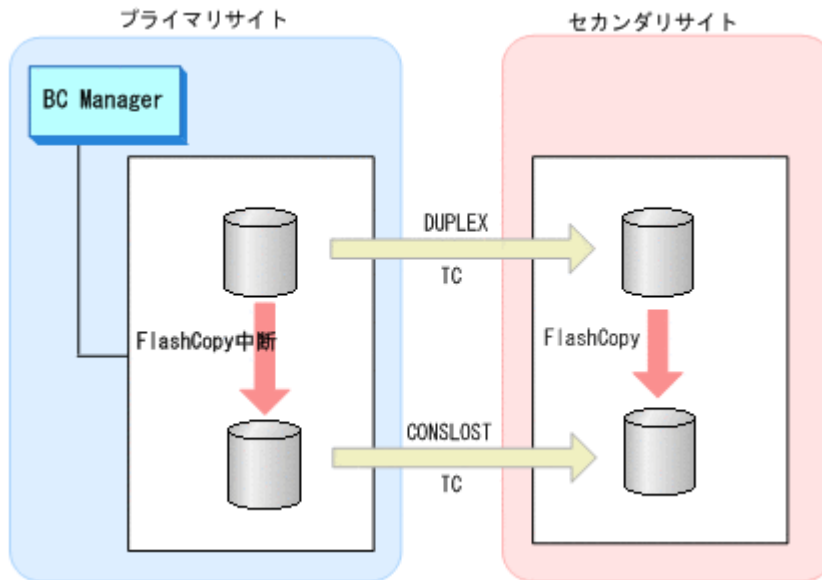 プライマリサイト
セカンダリサイト
BC Manager
DUPLEX
TC
FlashCopy中断
FlashCopy
CONSLOST
TC